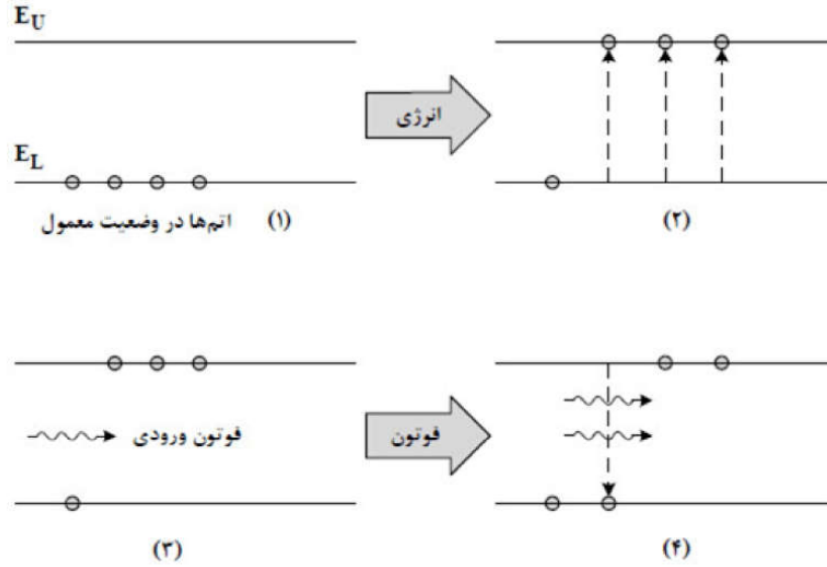 E_U
انرژی
E_L
اتم‌ها در وضعیت معمول (۱)
(۲)
فوتون ورودی
فوتون
(۳)
(۴)